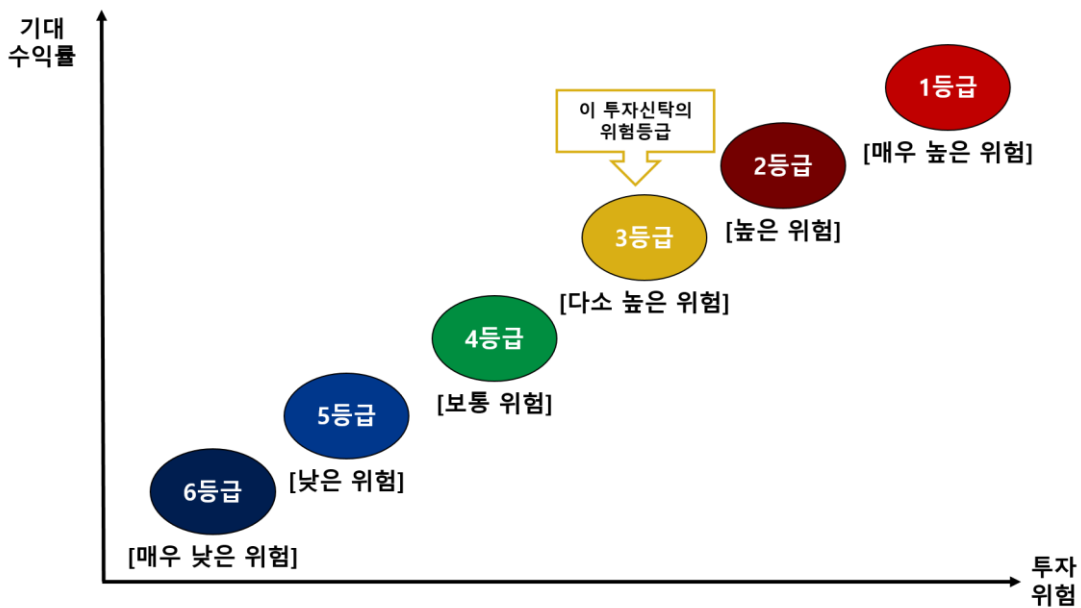 기대
수익률
1등급
[매우 높은 위험]
이 투자신탁의
위험등급
2등급
[높은 위험]
3등급
[다소 높은 위험]
4등급
[보통 위험]
5등급
[낮은 위험]
6등급
[매우 낮은 위험]
투자
위험